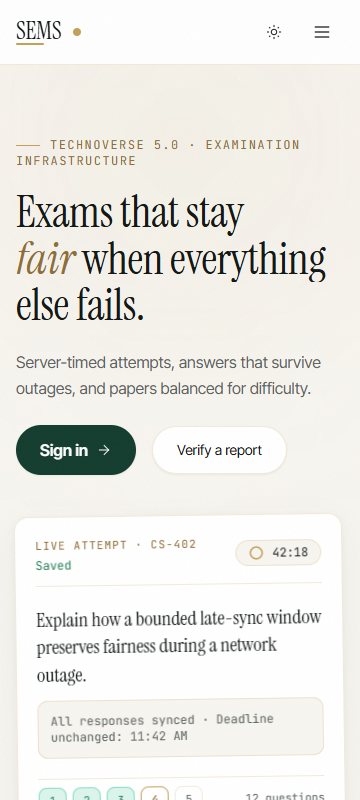 SEMS
TECHNOVERSE 5.0 · EXAMINATION
INFRASTRUCTURE
Exams that stay
fair when everything
else fails.
Server-timed attempts, answers that survive
outages, and papers balanced for difficulty.
Sign in →
Verify a report
LIVE ATTEMPT · CS-402
Saved
42:18
Explain how a bounded late-sync window
preserves fairness during a network
outage.
All responses synced · Deadline
unchanged: 11:42 AM
1 2 3 4 5
12 questions